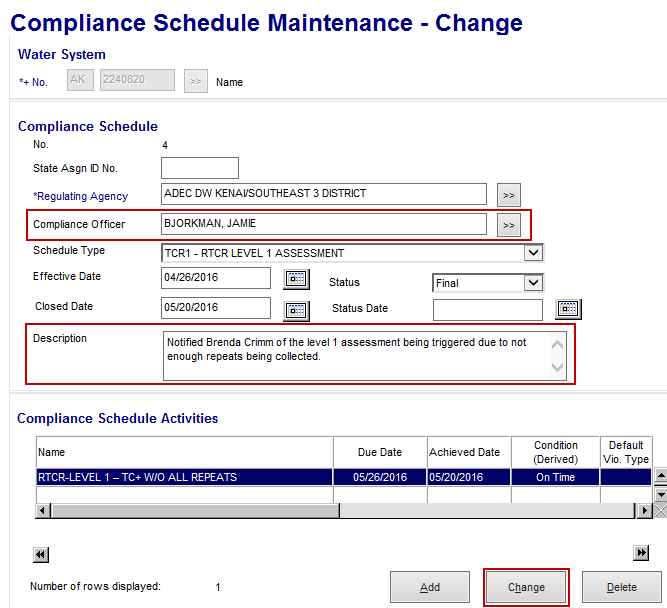 Compliance Schedule Maintenance - Change
Water System
*+ No. AK 2240820 >> Name
Compliance Schedule
No. 4
State Asgn ID No.
*Regulating Agency ADEC DW KENAI/SOUTHEAST 3 DISTRICT >>
Compliance Officer BJORKMAN, JAMIE >>
Schedule Type TCR1 - RTCR LEVEL 1 ASSESSMENT
Effective Date 04/26/2016 Status Final
Closed Date 05/20/2016 Status Date
Description Notified Brenda Crimm of the level 1 assessment being triggered due to not
enough repeats being collected.
Compliance Schedule Activities
Name Due Date Achieved Date Condition (Derived) Default Vio. Type
RTCR-LEVEL 1 – TC+ W/O ALL REPEATS 05/26/2016 05/20/2016 On Time
Number of rows displayed: 1 Add Change Delete